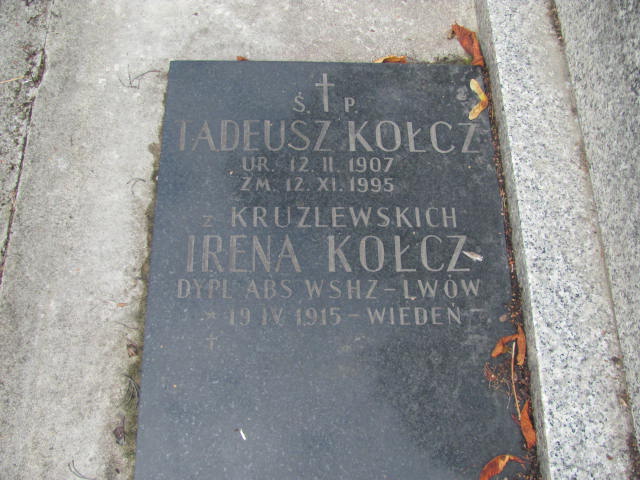 Ś. † P.
TADEUSZ KOŁCZ
UR. 12. II. 1907
ZM. 12. XI. 1995
z KRUZLEWSKICH
IRENA KOŁCZ
DYPL ABS WSHZ-LWÓW
* 19 IV 1915 - WIEDEŃ
†